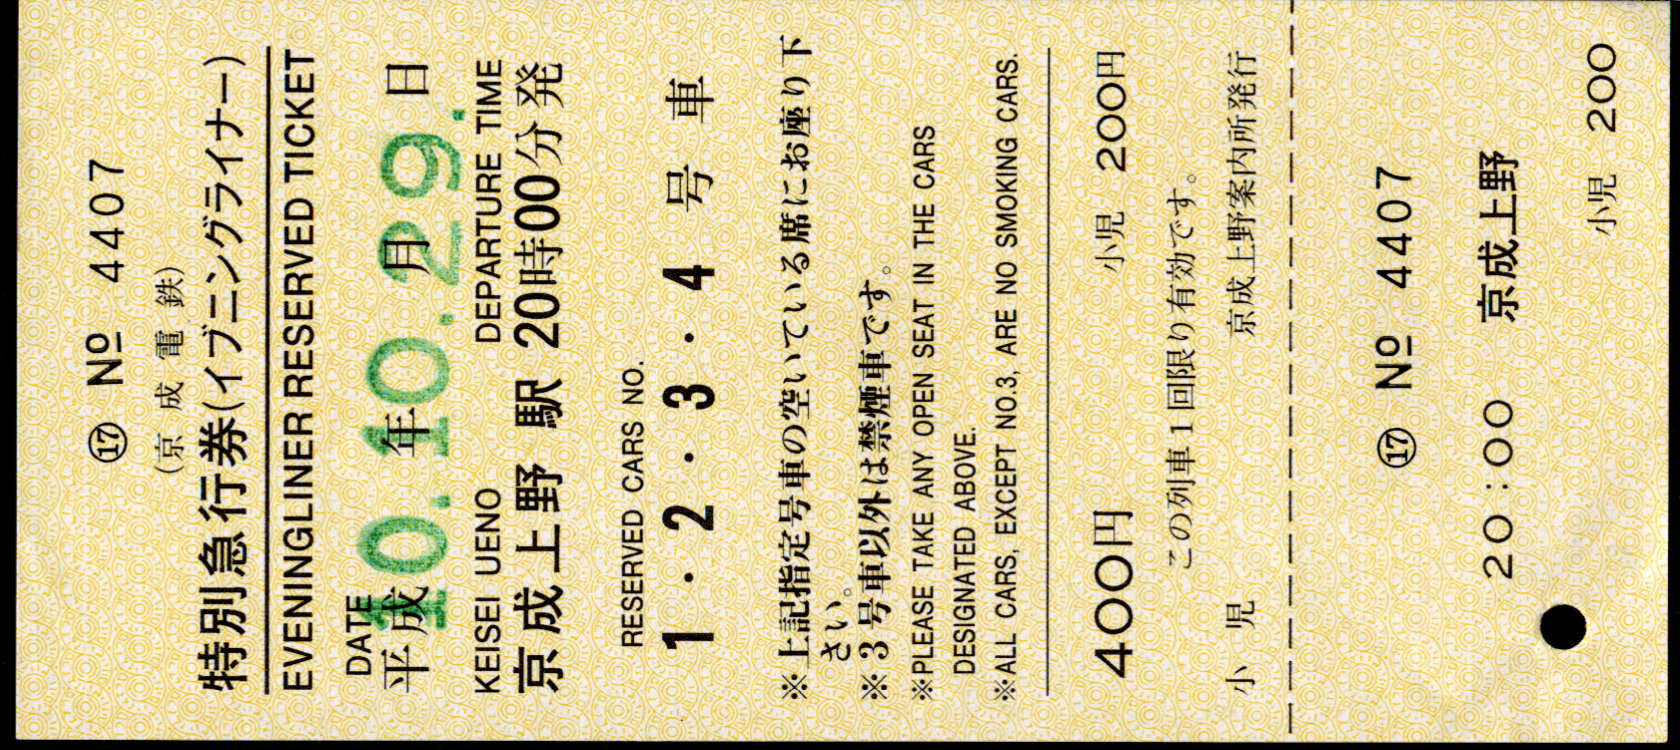 ⑰ № 4407
(京成電鉄)
特別急行券(イブニングライナー)
EVENINGLINER RESERVED TICKET
DATE
平成 年 月 日
10.10.29.
KEISEI UENO DEPARTURE TIME
京成上野 駅 20時00分発
RESERVED CARS NO.
1・2・3・4 号 車
※上記指定号車の空いている席にお座り下
さい。
※3号車以外は禁煙車です。
※PLEASE TAKE ANY OPEN SEAT IN THE CARS
DESIGNATED ABOVE.
※ALL CARS, EXCEPT NO.3, ARE NO SMOKING CARS.
400円 小児 200円
この列車1回限り有効です。
小 児 京成上野案内所発行
⑰ № 4407
20:00 京成上野
小児 200